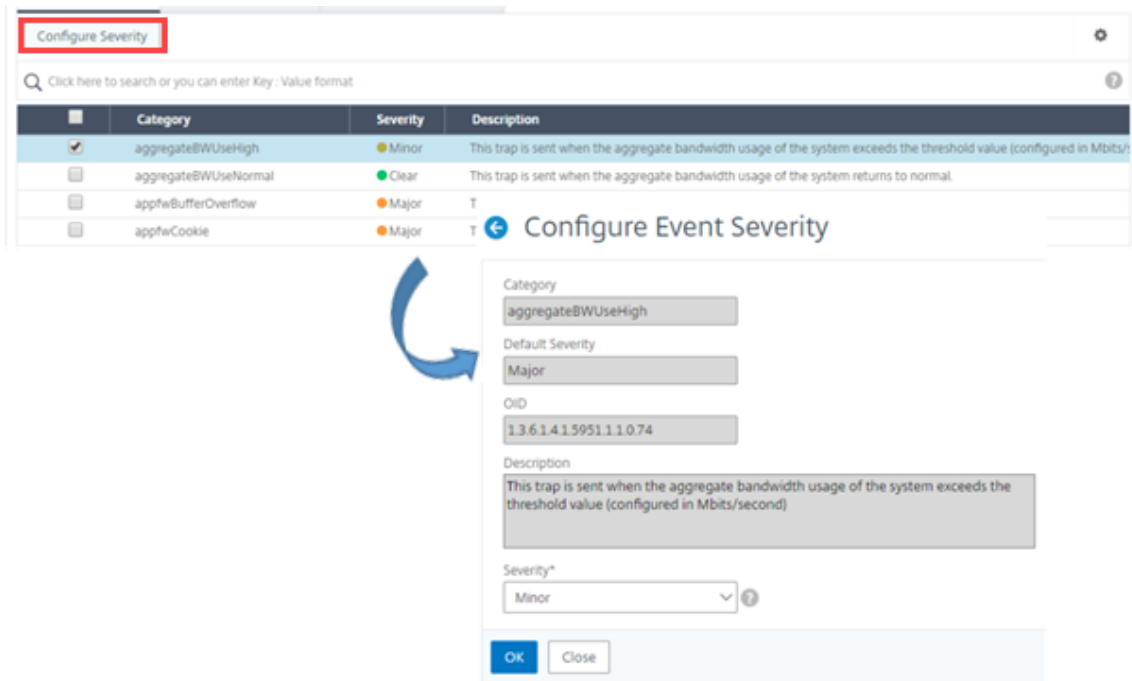 Configure Severity
Click here to search or you can enter Key : Value format
Category Severity Description
aggregateBWUseHigh Minor This trap is sent when the aggregate bandwidth usage of the system exceeds the threshold value (configured in Mbits/s
aggregateBWUseNormal Clear This trap is sent when the aggregate bandwidth usage of the system returns to normal.
appfwBufferOverflow Major T
appfwCookie Major T
Configure Event Severity
Category
aggregateBWUseHigh
Default Severity
Major
OID
1.3.6.1.4.1.5951.1.1.0.74
Description
This trap is sent when the aggregate bandwidth usage of the system exceeds the
threshold value (configured in Mbits/second)
Severity*
Minor
OK Close